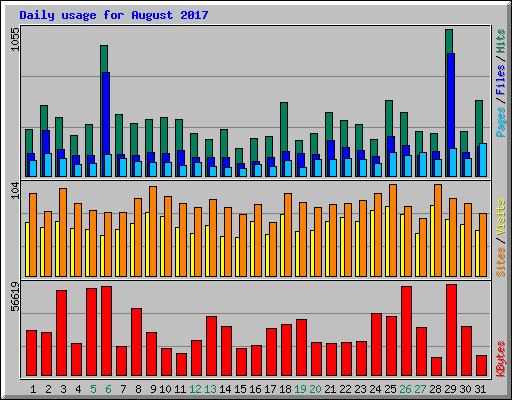 Daily usage for August 2017
1055
Pages / Files / Hits
104
Sites / Visits
56619
KBytes
1 2 3 4 5 6 7 8 9 10 11 12 13 14 15 16 17 18 19 20 21 22 23 24 25 26 27 28 29 30 31